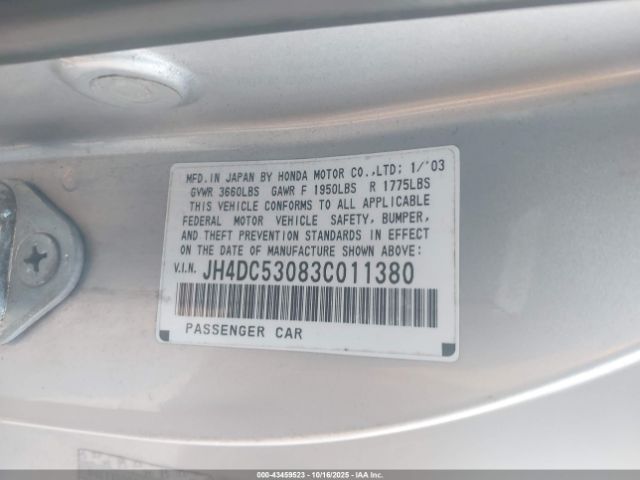 MFD.IN JAPAN BY HONDA MOTOR CO.,LTD; 1/'03
GVWR 3660LBS GAWR F 1950LBS R 1775LBS
THIS VEHICLE CONFORMS TO ALL APPLICABLE
FEDERAL MOTOR VEHICLE SAFETY, BUMPER,
AND THEFT PREVENTION STANDARDS IN EFFECT
ON THE DATE OF MANUFACTURE SHOWN ABOVE:
V.I.N. JH4DC53083C011380
PASSENGER CAR
000-43459523 | 10/16/2025 | IAA